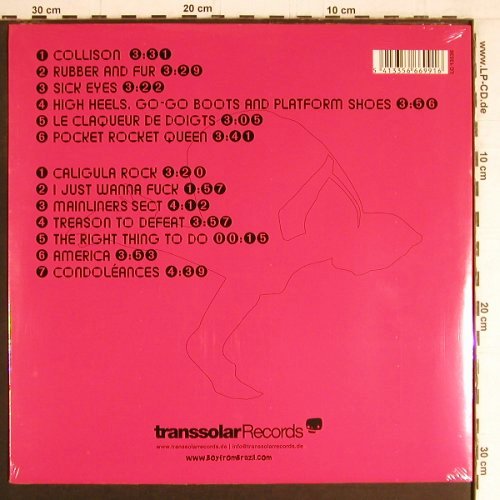 30 cm
20 cm
10 cm
1 COLLISON 3:31
2 RUBBER AND FUR 3:29
3 SICK EYES 3:22
4 HIGH HEELS, GO-GO BOOTS AND PLATFORM SHOES 3:56
5 LE CLAQUEUR DE DOIGTS 3:05
6 POCKET ROCKET QUEEN 3:41
1 CALIGULA ROCK 3:20
2 I JUST WANNA FUCK 1:57
3 MAINLINERS SECT 4:12
4 TREASON TO DEFEAT 3:57
5 THE RIGHT THING TO DO 00:15
6 AMERICA 3:53
7 CONDOLÉANCES 4:39
5 413356 669916
www.LP-CD.de
10 cm
20 cm
30 cm
transsolarRecords
www.transsolarrecords.de | info@transsolarrecords.de
www.boyfrombrazil.com